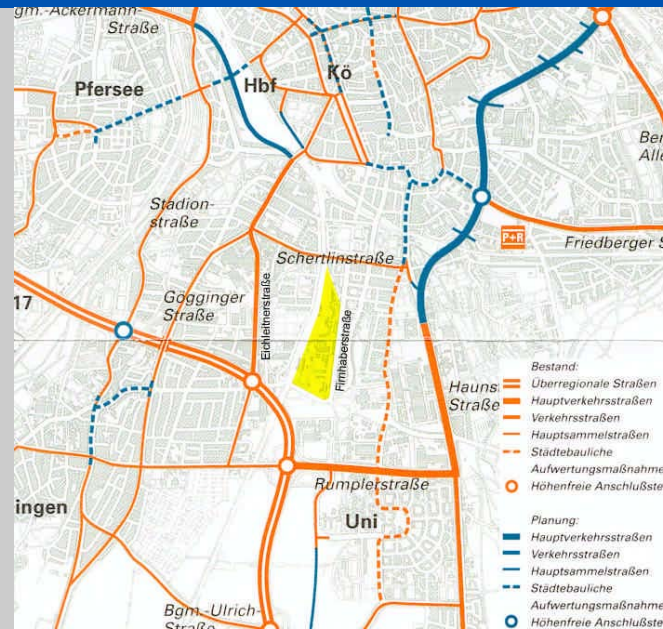 gm.-Ackermann-
Straße
Pfersee
Hbf
Kö
Ber
Alle
Stadion-
straße
P+R
Friedberger S
Schertlinstraße
17
Gögginger
Straße
Eichleitnerstraße
Firnhaberstraße
Hauns
Straße
Bestand:
Überregionale Straßen
Hauptverkehrsstraßen
Verkehrsstraßen
Hauptsammelstraßen
Städtebauliche
Aufwertungsmaßnahme
Höhenfreie Anschlußste
Rumplerstraße
ingen
Uni
Planung:
Hauptverkehrsstraßen
Verkehrsstraßen
Hauptsammelstraßen
Städtebauliche
Aufwertungsmaßnahme
Höhenfreie Anschlußste
Bgm.-Ulrich-
Straße